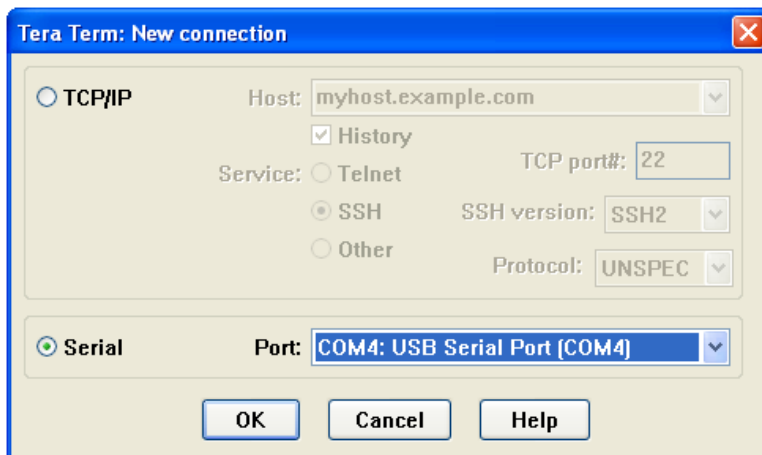 Tera Term: New connection
TCP/IP Host: myhost.example.com
History
Service: Telnet TCP port#: 22
SSH SSH version: SSH2
Other Protocol: UNSPEC
Serial Port: COM4: USB Serial Port (COM4)
OK Cancel Help